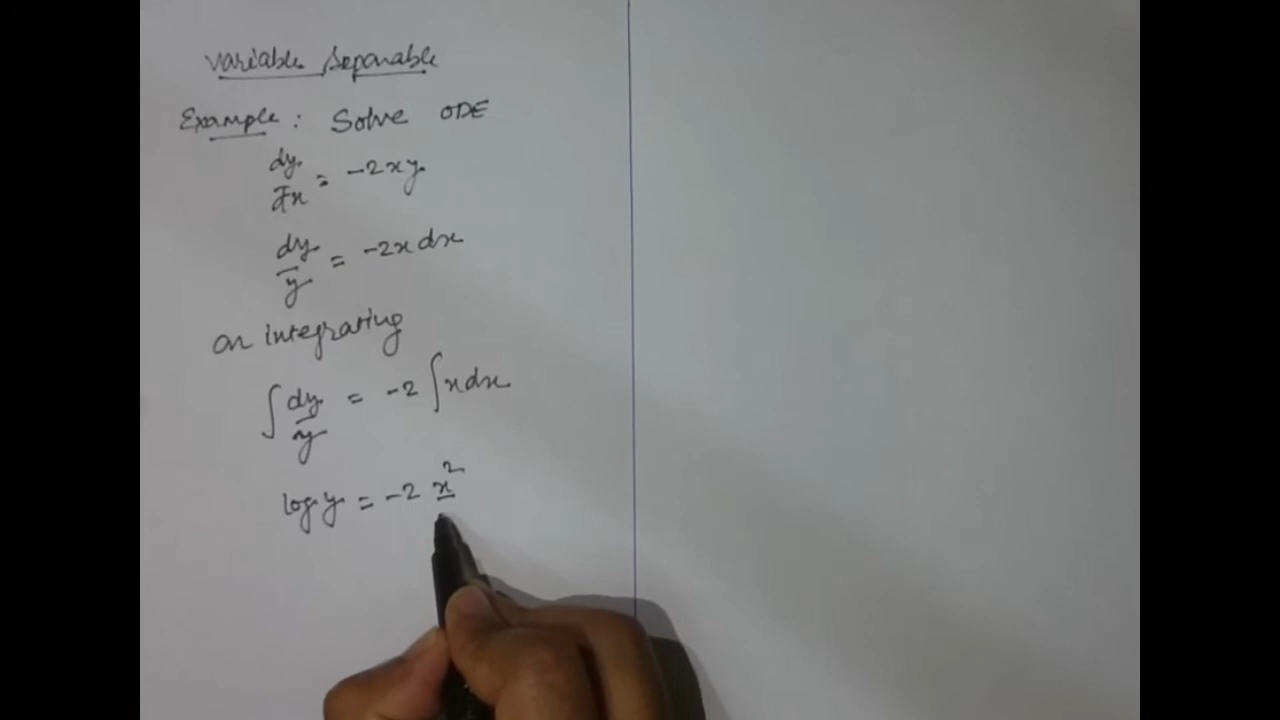 Variable Separable
Example: Solve ODE
dy/dx = -2xy
dy/y = -2x dx
on integrating
∫ dy/y = -2 ∫ x dx
log y = -2 x²